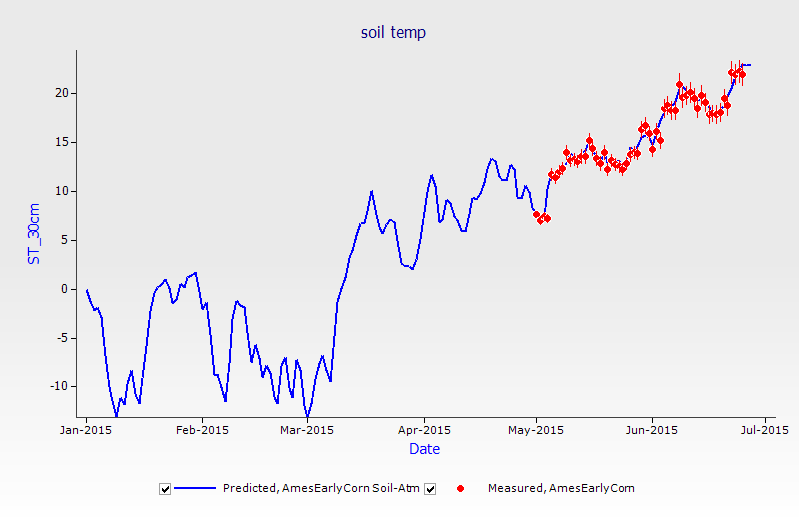 soil temp
20
15
10
5
0
-5
-10
ST_30cm
Jan-2015 Feb-2015 Mar-2015 Apr-2015 May-2015 Jun-2015 Jul-2015
Date
Predicted, AmesEarlyCorn Soil-Atm Measured, AmesEarlyCorn